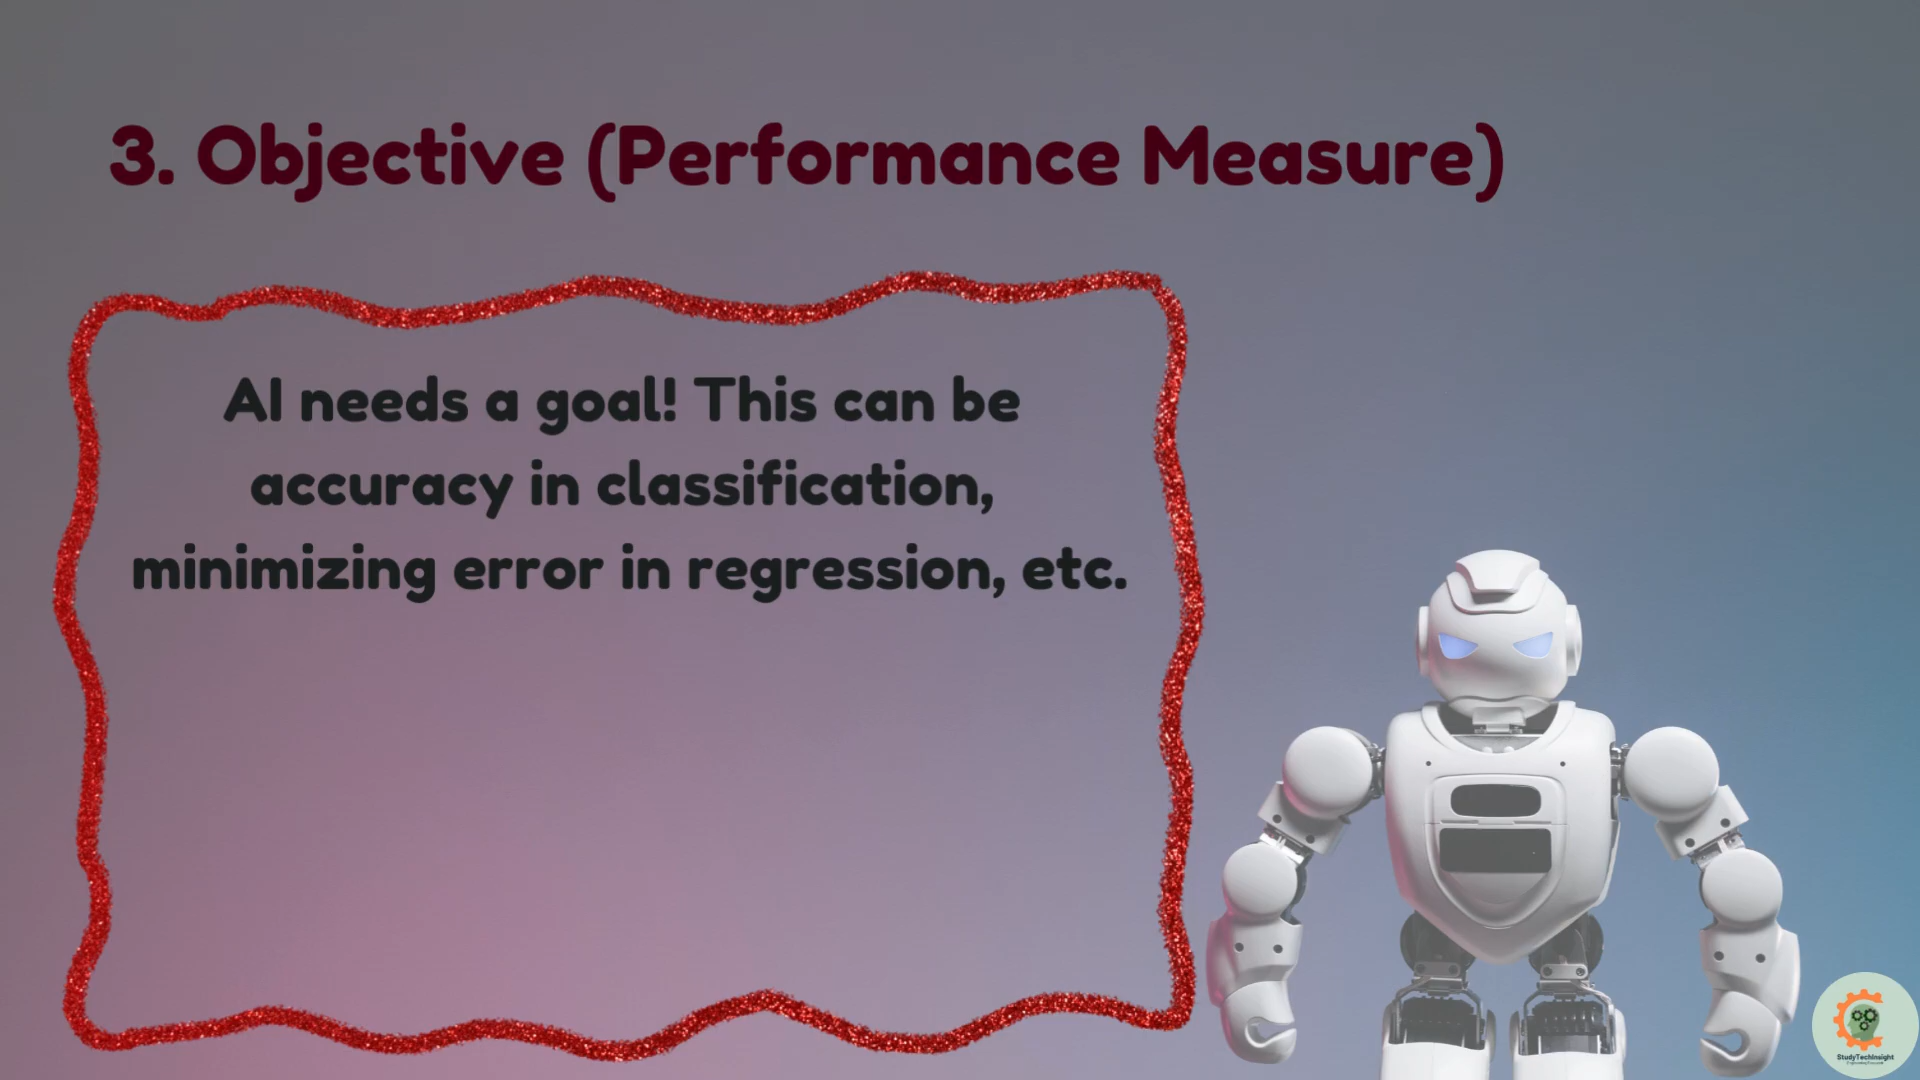 3. Objective (Performance Measure)
AI needs a goal! This can be
accuracy in classification,
minimizing error in regression, etc.
StudyTechInsight